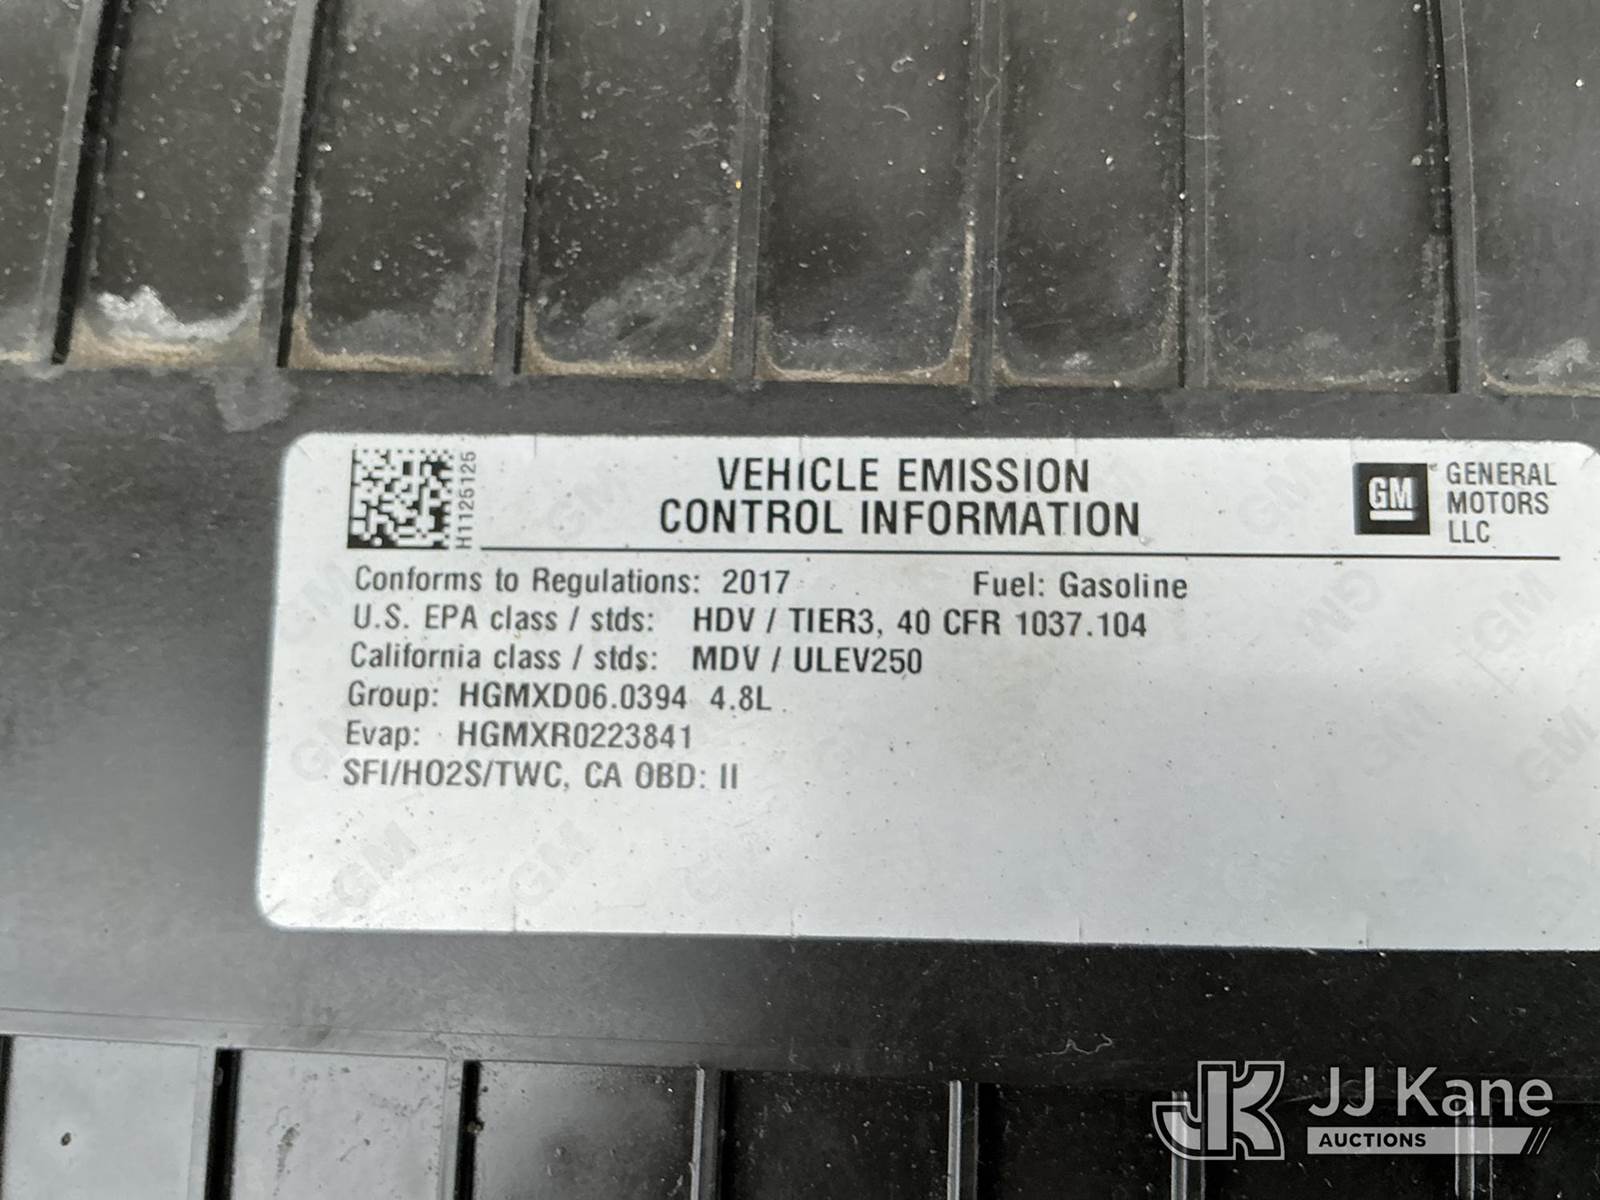 H1125125
VEHICLE EMISSION
CONTROL INFORMATION
GM
GENERAL
MOTORS
LLC
Conforms to Regulations: 2017 Fuel: Gasoline
U.S. EPA class / stds: HDV / TIER3, 40 CFR 1037.104
California class / stds: MDV / ULEV250
Group: HGMXD06.0394 4.8L
Evap: HGMXR0223841
SFI/HO2S/TWC, CA OBD: II
JK JJ Kane
AUCTIONS